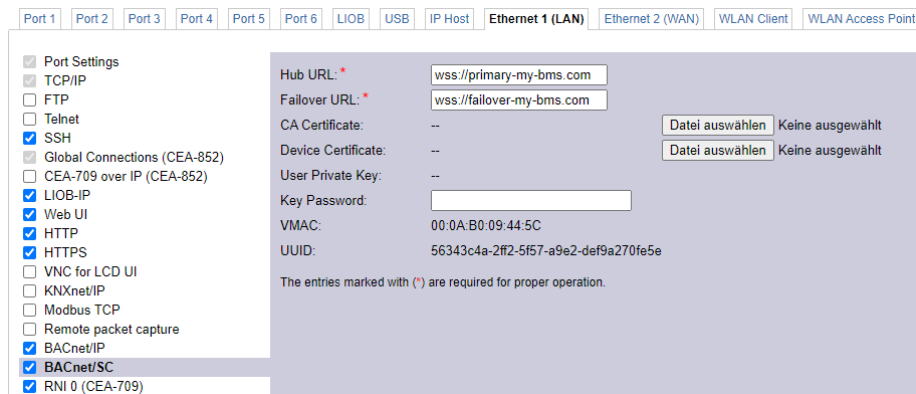 Port 1 Port 2 Port 3 Port 4 Port 5 Port 6 LIOB USB IP Host Ethernet 1 (LAN) Ethernet 2 (WAN) WLAN Client WLAN Access Point
Port Settings
TCP/IP
FTP
Telnet
SSH
Global Connections (CEA-852)
CEA-709 over IP (CEA-852)
LIOB-IP
Web UI
HTTP
HTTPS
VNC for LCD UI
KNXnet/IP
Modbus TCP
Remote packet capture
BACnet/IP
BACnet/SC
RNI 0 (CEA-709)
Hub URL: * wss://primary-my-bms.com
Failover URL: * wss://failover-my-bms.com
CA Certificate: -- Datei auswählen Keine ausgewählt
Device Certificate: -- Datei auswählen Keine ausgewählt
User Private Key: --
Key Password:
VMAC: 00:0A:B0:09:44:5C
UUID: 56343c4a-2ff2-5f57-a9e2-def9a270fe5e
The entries marked with (*) are required for proper operation.